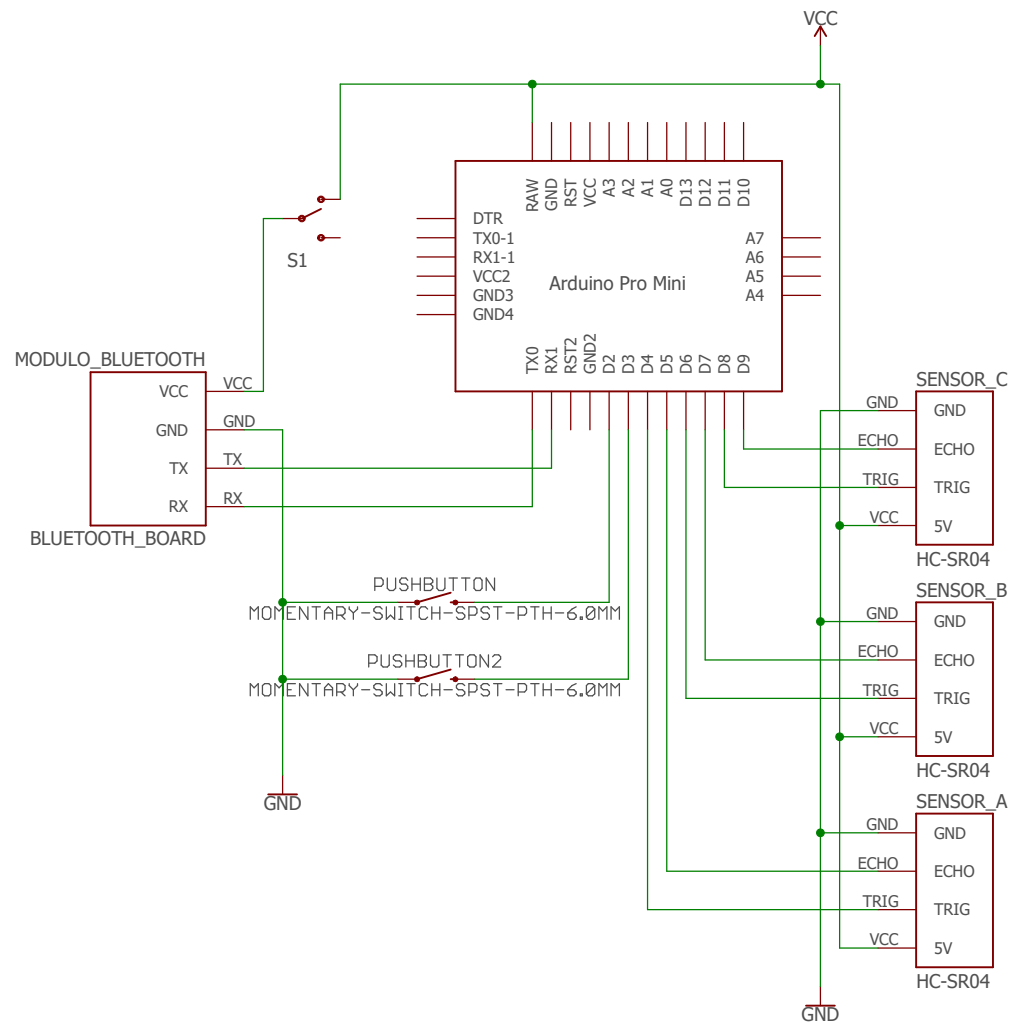 VCC
RAW
GND
RST
VCC
A3
A2
A1
A0
D13
D12
D11
D10
DTR
TX0-1
RX1-1
VCC2
GND3
GND4
Arduino Pro Mini
A7
A6
A5
A4
TX0
RX1
RST2
GND2
D2
D3
D4
D5
D6
D7
D8
D9
S1
MODULO_BLUETOOTH
VCC VCC
GND GND
TX TX
RX RX
BLUETOOTH_BOARD
PUSHBUTTON
MOMENTARY-SWITCH-SPST-PTH-6.0MM
PUSHBUTTON2
MOMENTARY-SWITCH-SPST-PTH-6.0MM
GND
SENSOR_C
GND GND
ECHO ECHO
TRIG TRIG
VCC 5V
HC-SR04
SENSOR_B
GND GND
ECHO ECHO
TRIG TRIG
VCC 5V
HC-SR04
SENSOR_A
GND GND
ECHO ECHO
TRIG TRIG
VCC 5V
HC-SR04
GND